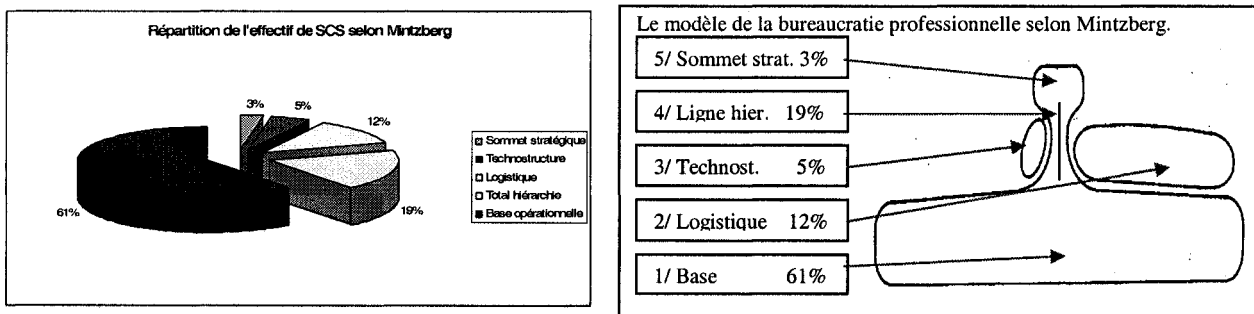 Répartition de l'effectif de SCS selon Mintzberg
3%
5%
12%
19%
61%
Sommet stratégique
Technostructure
Logistique
Total hiérarchie
Base opérationnelle
Le modèle de la bureaucratie professionnelle selon Mintzberg.
5/ Sommet strat. 3%
4/ Ligne hier. 19%
3/ Technost. 5%
2/ Logistique 12%
1/ Base 61%